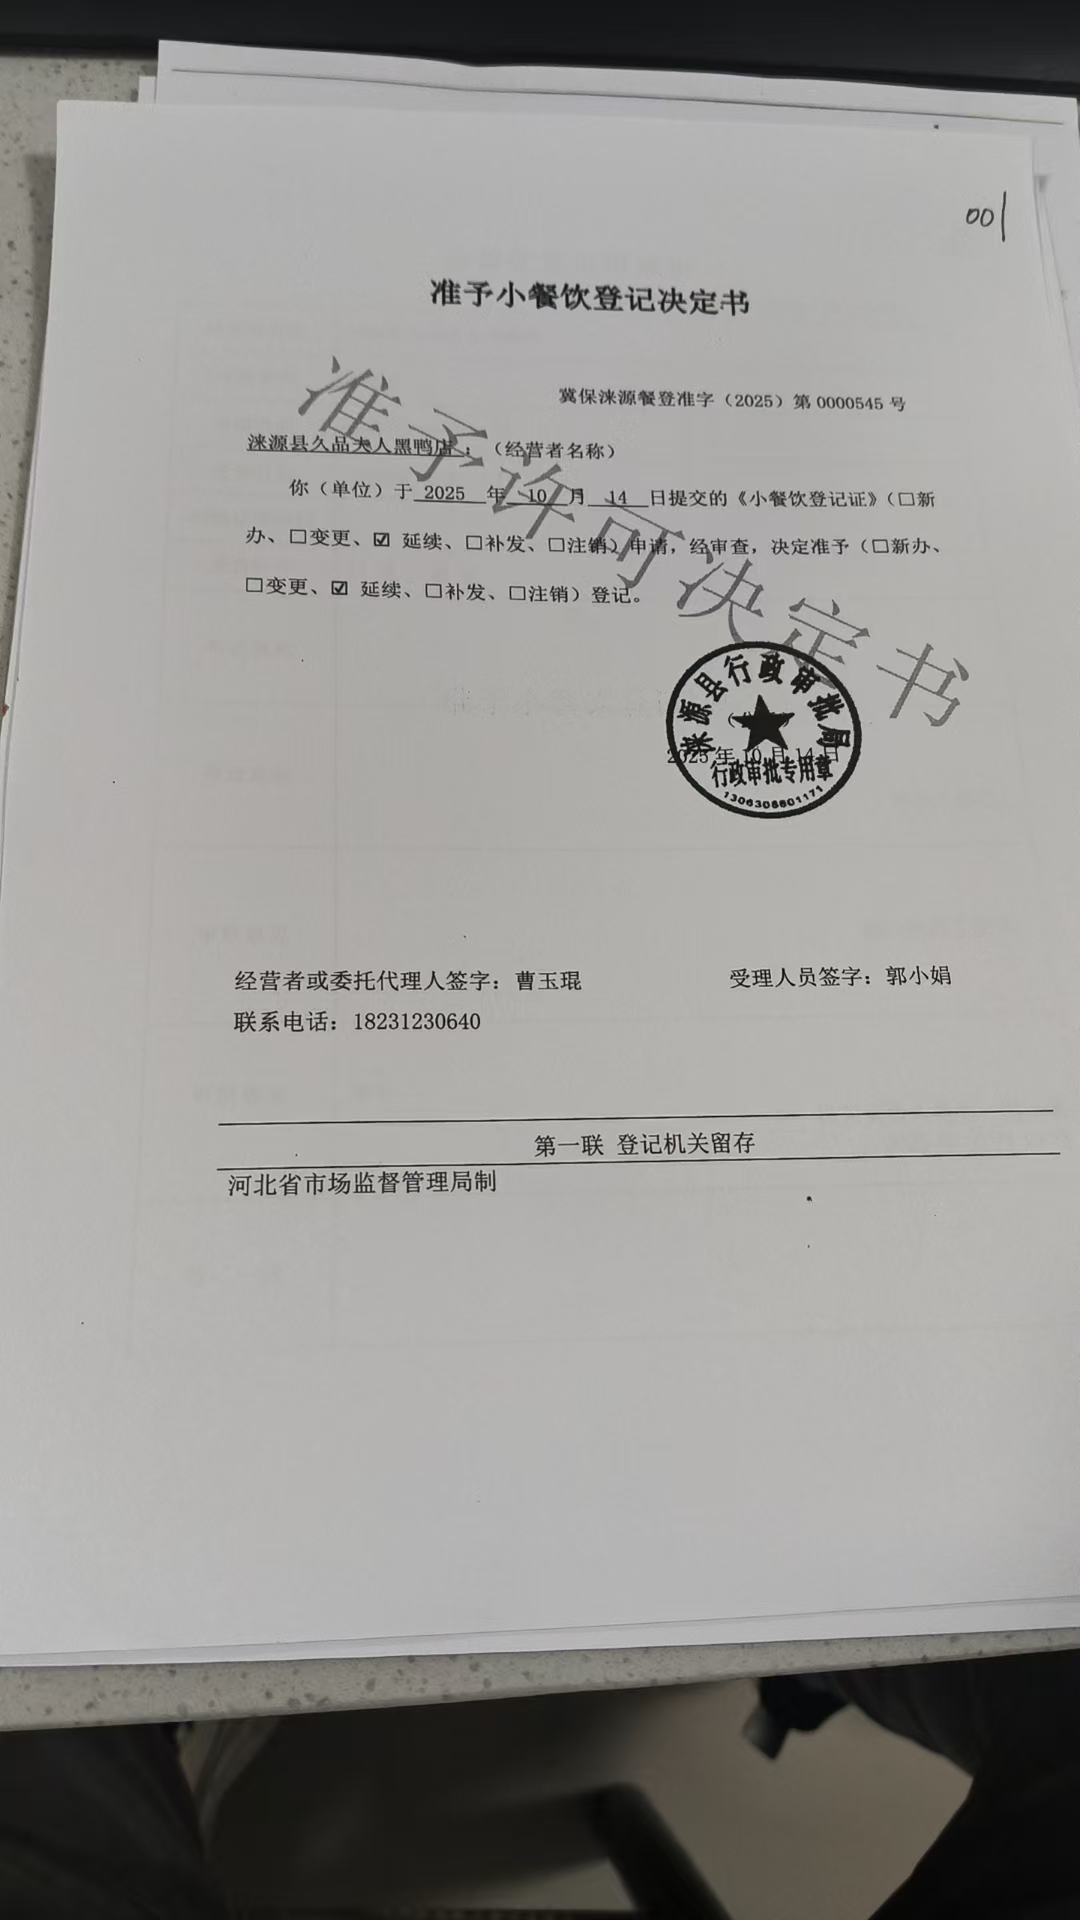 001
准予小餐饮登记决定书
冀保涞源餐登准字（2025）第 0000545 号
涞源县久品夫人黑鸭店：（经营者名称）
你（单位）于 2025 年 10 月 14 日提交的《小餐饮登记证》（□新
办、□变更、☑ 延续、□补发、□注销）申请，经审查，决定准予（□新办、
□变更、☑ 延续、□补发、□注销）登记。
准予许可决定书
涞源县行政审批局
2025 年 10 月 14 日
行政审批专用章
1306306601171
经营者或委托代理人签字：曹玉琨 受理人员签字：郭小娟
联系电话：18231230640
第一联 登记机关留存
河北省市场监督管理局制